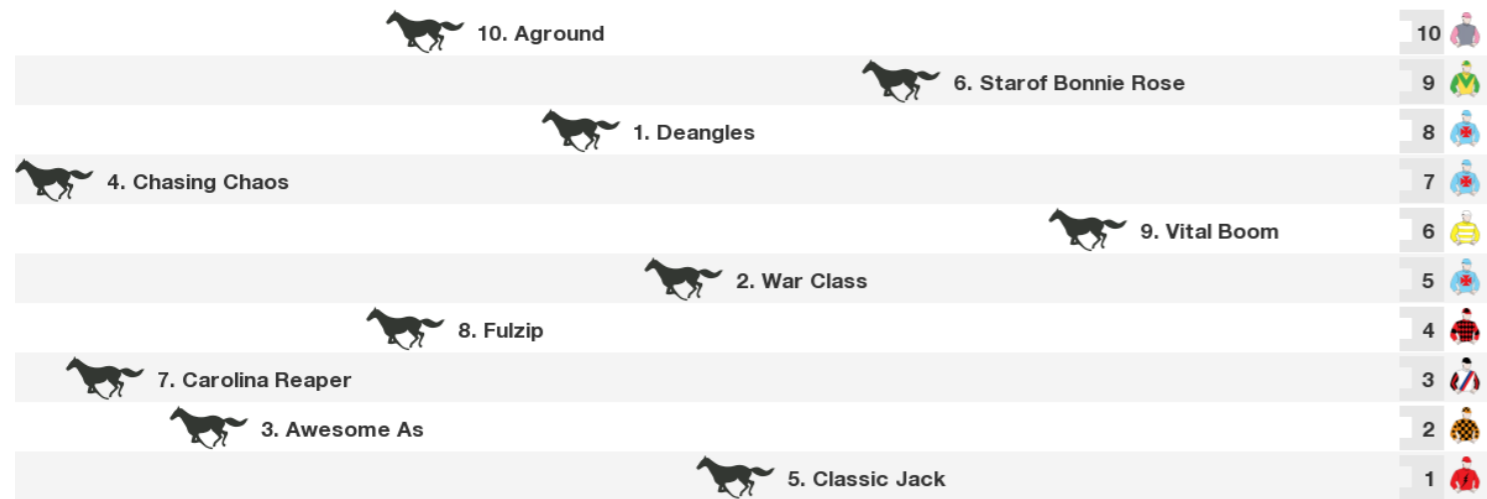 10. Aground 10
6. Starof Bonnie Rose 9
1. Deangles 8
4. Chasing Chaos 7
9. Vital Boom 6
2. War Class 5
8. Fulzip 4
7. Carolina Reaper 3
3. Awesome As 2
5. Classic Jack 1